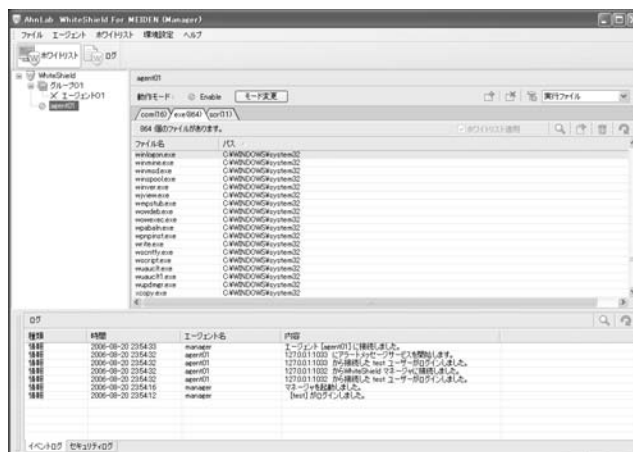 AhnLab WhiteShield For MEIDEN (Manager)
ファイル エージェント ホワイトリスト 環境設定 ヘルプ
ホワイトリスト ログ
WhiteShield
グループ01
エージェント01
agent01
agent01
動作モード: Enable モード変更 実行ファイル
com(16) exe(864) scr(11)
864 個のファイルがあります。 ホワイトリスト適用
ファイル名 パス
winlogon.exe C:¥WINDOWS¥system32
winmine.exe C:¥WINDOWS¥system32
winmsd.exe C:¥WINDOWS¥system32
winspool.exe C:¥WINDOWS¥system32
winver.exe C:¥WINDOWS¥system32
wjview.exe C:¥WINDOWS¥system32
wmpstub.exe C:¥WINDOWS¥system32
wowdeb.exe C:¥WINDOWS¥system32
wowexec.exe C:¥WINDOWS¥system32
wpabaln.exe C:¥WINDOWS¥system32
wpnpinst.exe C:¥WINDOWS¥system32
write.exe C:¥WINDOWS¥system32
wscntfy.exe C:¥WINDOWS¥system32
wscript.exe C:¥WINDOWS¥system32
wuauclt.exe C:¥WINDOWS¥system32
wuauclt1.exe C:¥WINDOWS¥system32
wupdmgr.exe C:¥WINDOWS¥system32
xcopy.exe C:¥WINDOWS¥system32
ログ
種類 時間 エージェント名 内容
情報 2006-08-20 23:54:33 manager エージェント [agent01] に接続しました。
情報 2006-08-20 23:54:32 agent01 127.0.0.1:1033 にアラートメッセージサービスを開始します。
情報 2006-08-20 23:54:32 agent01 127.0.0.1:1033 から接続した test ユーザーがログインしました。
情報 2006-08-20 23:54:32 agent01 127.0.0.1:1032 からWhiteShield マネージャに接続しました。
情報 2006-08-20 23:54:32 agent01 127.0.0.1:1032 から接続した test ユーザーがログインしました。
情報 2006-08-20 23:54:16 manager マネージャを起動しました。
情報 2006-08-20 23:54:12 manager [test] がログインしました。
イベントログ セキュリティログ